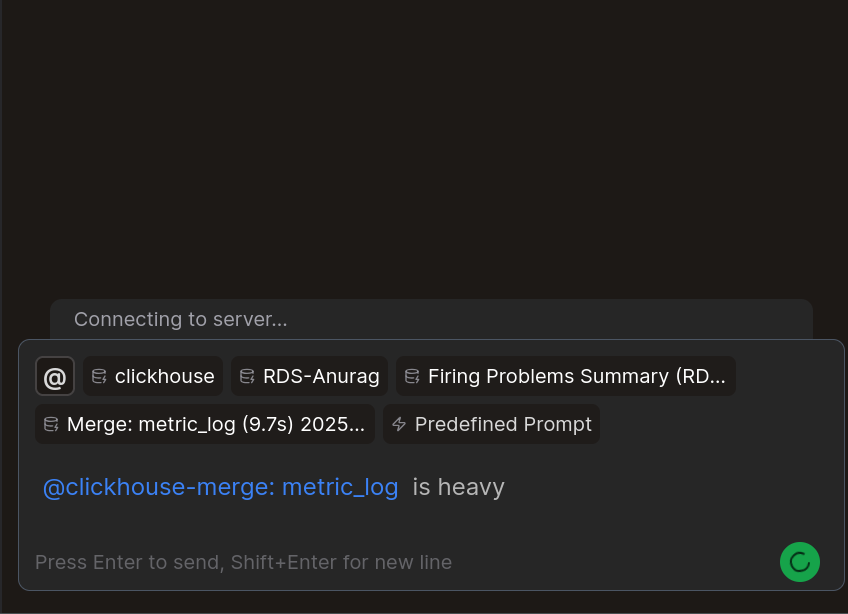 Connecting to server...
@ clickhouse RDS-Anurag Firing Problems Summary (RD...
Merge: metric_log (9.7s) 2025... Predefined Prompt
@clickhouse-merge: metric_log is heavy
Press Enter to send, Shift+Enter for new line